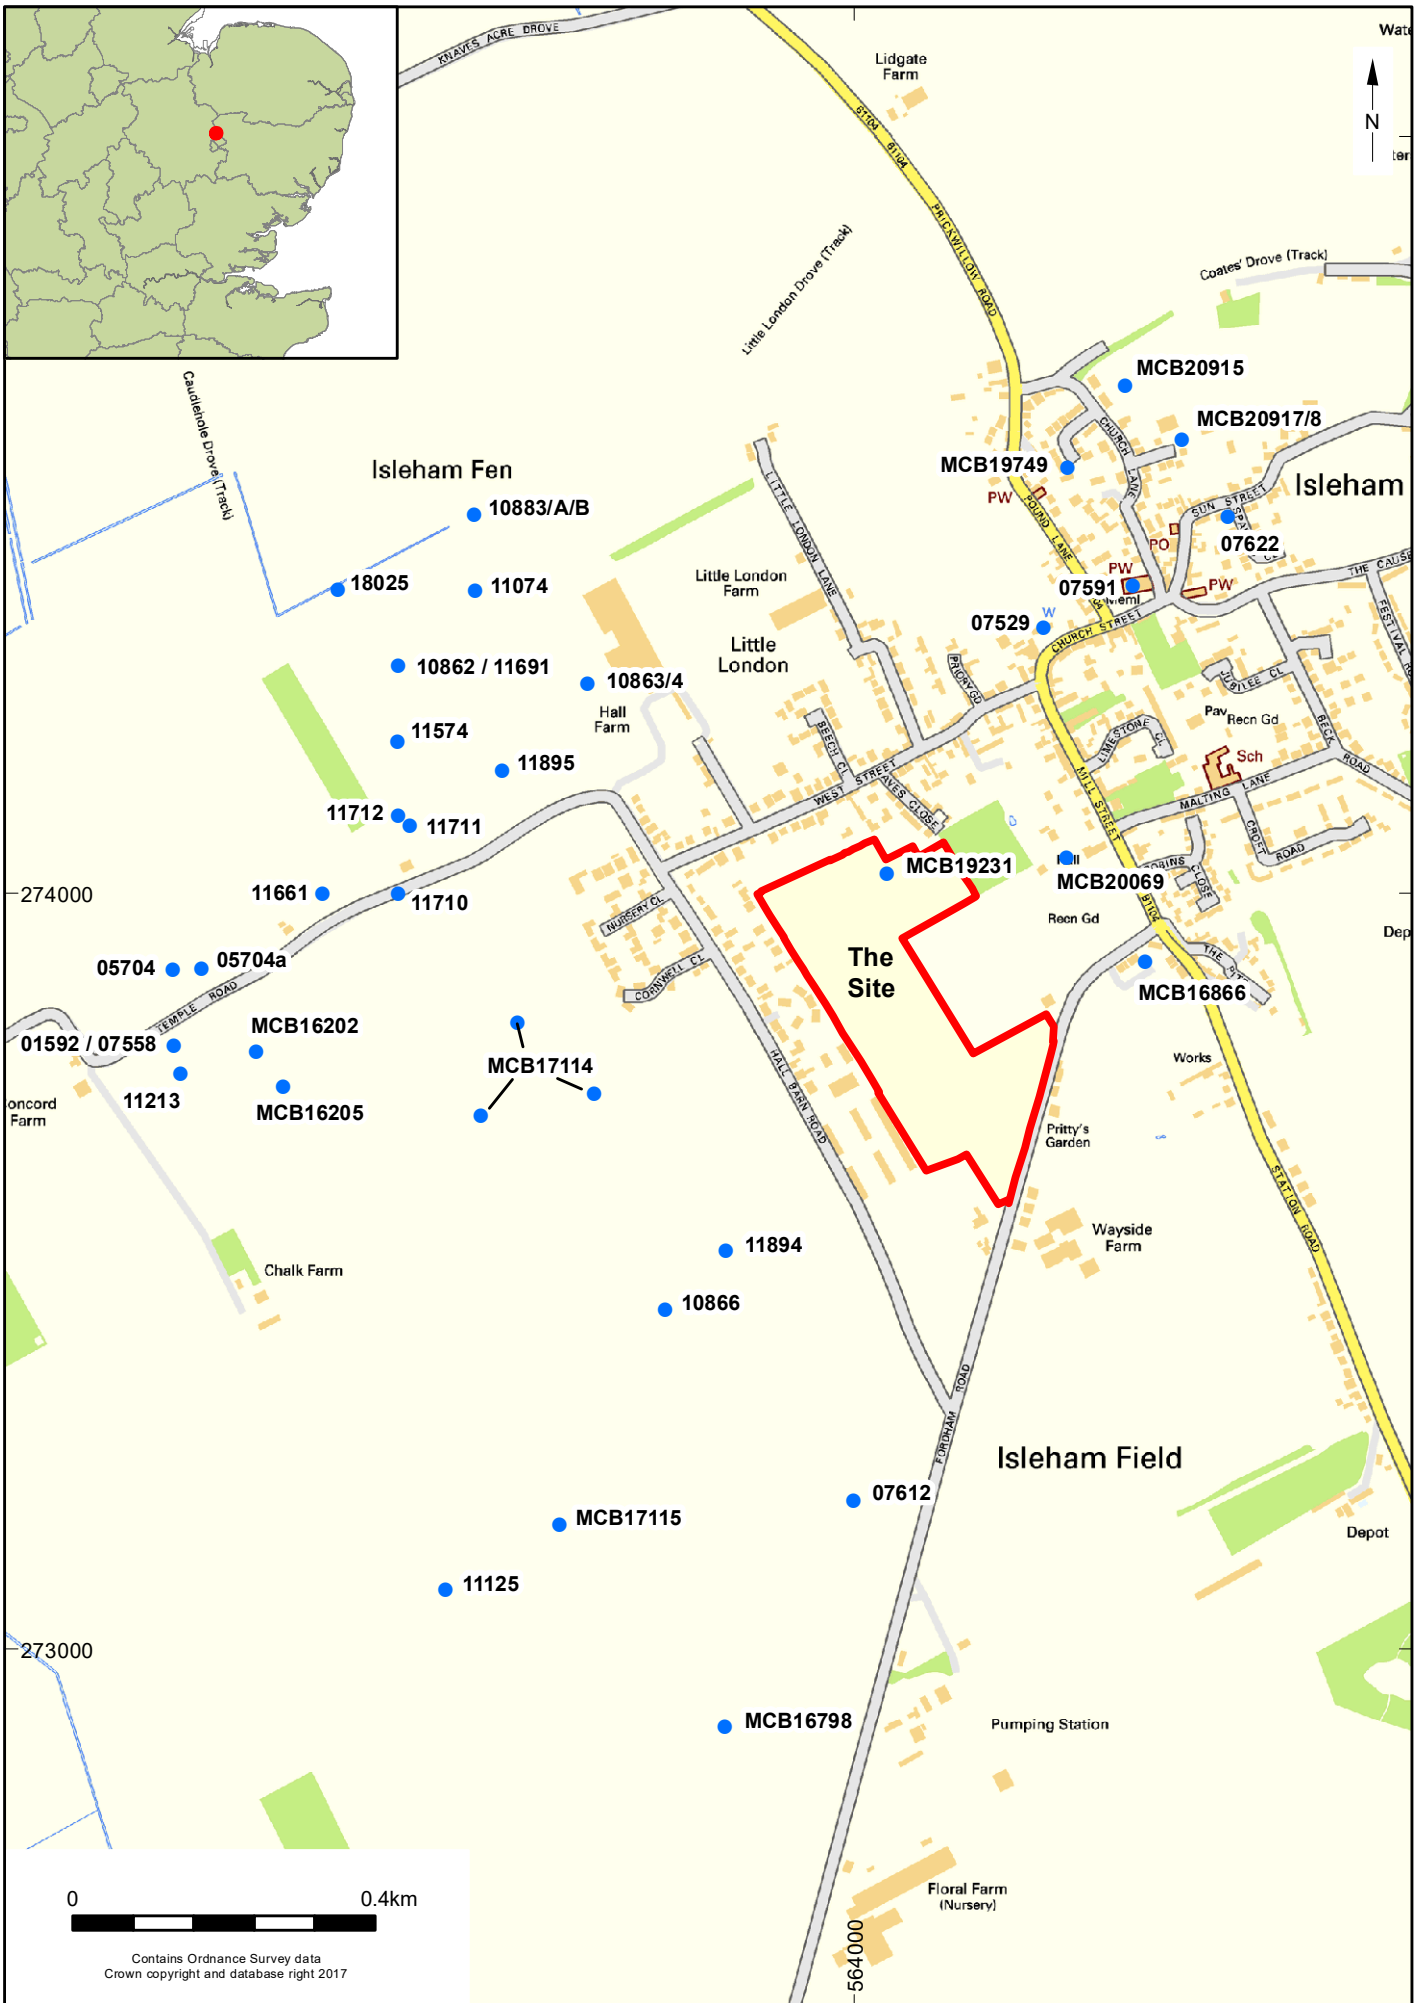 KNAVES ACRE DROVE
Lidgate
Farm
N
B1104
B1104
PRICKWILLOW ROAD
Little London Drove (Track)
Coates' Drove (Track)
Caudlehole Drove (Track)
MCB20915
MCB20917/8
CHURCH LANE
MCB19749
PW
POUND LANE
Isleham
Isleham Fen
10883/A/B
LITTLE LONDON LANE
SUN STREET
07622
PO
18025
11074
Little London
Farm
PW
07591
PW
Meml
THE CAUSE
07529
W
CHURCH STREET
FESTIVAL RO
10862 / 11691
10863/4
Little
London
PRIORY GD
JUBILEE CL
Hall
Farm
Pav
Recn Gd
BECK
ROAD
11574
11895
BEECH CL
WEST STREET
LIMESTONE CL
Sch
MILL STREET
MALTING LANE
11712
11711
CROFT
ROAD
MCB19231
Hall
MCB20069
CLOSE
274000
11661
11710
NURSERY CL
Recn Gd
B1104
The
Site
05704
05704a
TEMPLE ROAD
CORNWELL CL
MCB16866
MCB16202
01592 / 07558
MCB17114
Works
11213
MCB16205
oncord
Farm
HALL BARN ROAD
Pritty's
Garden
STATION ROAD
Wayside
Farm
11894
Chalk Farm
10866
FORDHAM ROAD
Isleham Field
07612
MCB17115
Depot
11125
273000
MCB16798
Pumping Station
Floral Farm
(Nursery)
564000
0
0.4km
Contains Ordnance Survey data
Crown copyright and database right 2017